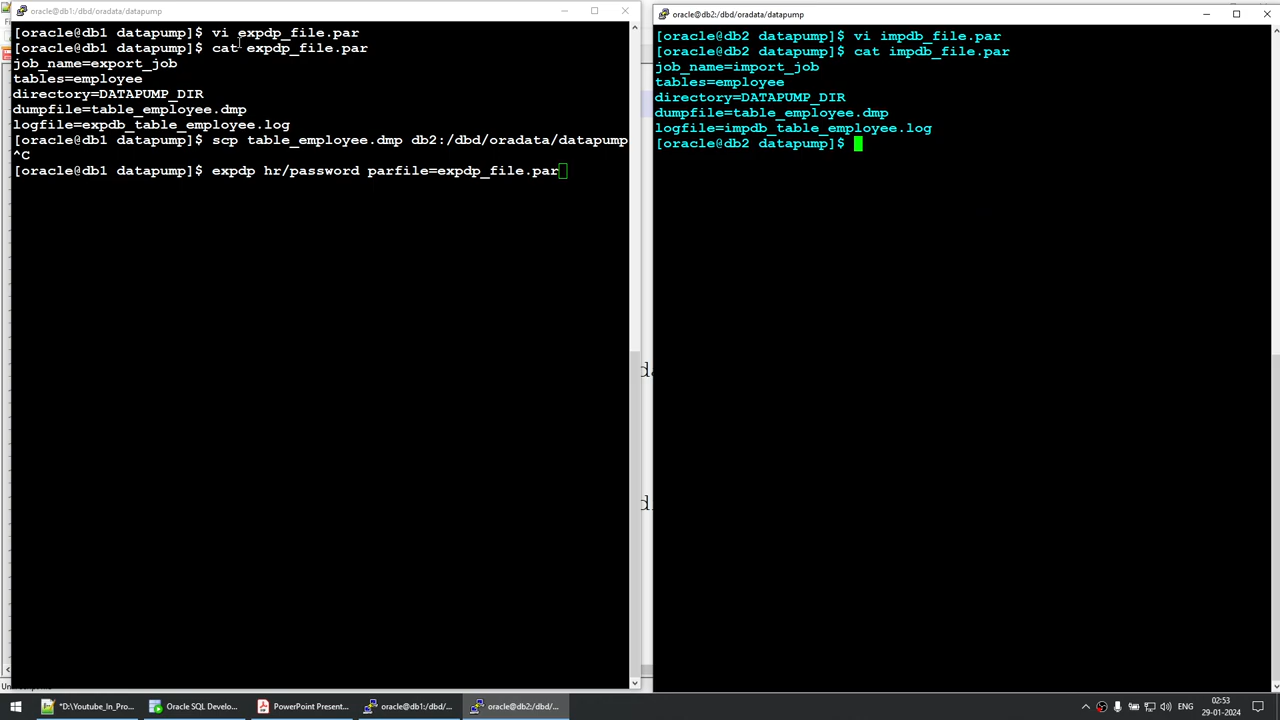 oracle@db1:/dbd/oradata/datapump
[oracle@db1 datapump]$ vi expdp_file.par
[oracle@db1 datapump]$ cat expdp_file.par
job_name=export_job
tables=employee
directory=DATAPUMP_DIR
dumpfile=table_employee.dmp
logfile=expdb_table_employee.log
[oracle@db1 datapump]$ scp table_employee.dmp db2:/dbd/oradata/datapump
^C
[oracle@db1 datapump]$ expdp hr/password parfile=expdp_file.par
oracle@db2:/dbd/oradata/datapump
[oracle@db2 datapump]$ vi impdb_file.par
[oracle@db2 datapump]$ cat impdb_file.par
job_name=import_job
tables=employee
directory=DATAPUMP_DIR
dumpfile=table_employee.dmp
logfile=impdb_table_employee.log
[oracle@db2 datapump]$
*D:\Youtube_In_Pro...
Oracle SQL Develo...
PowerPoint Present...
oracle@db1:/dbd/...
oracle@db2:/dbd/...
ENG
02:53
29-01-2024